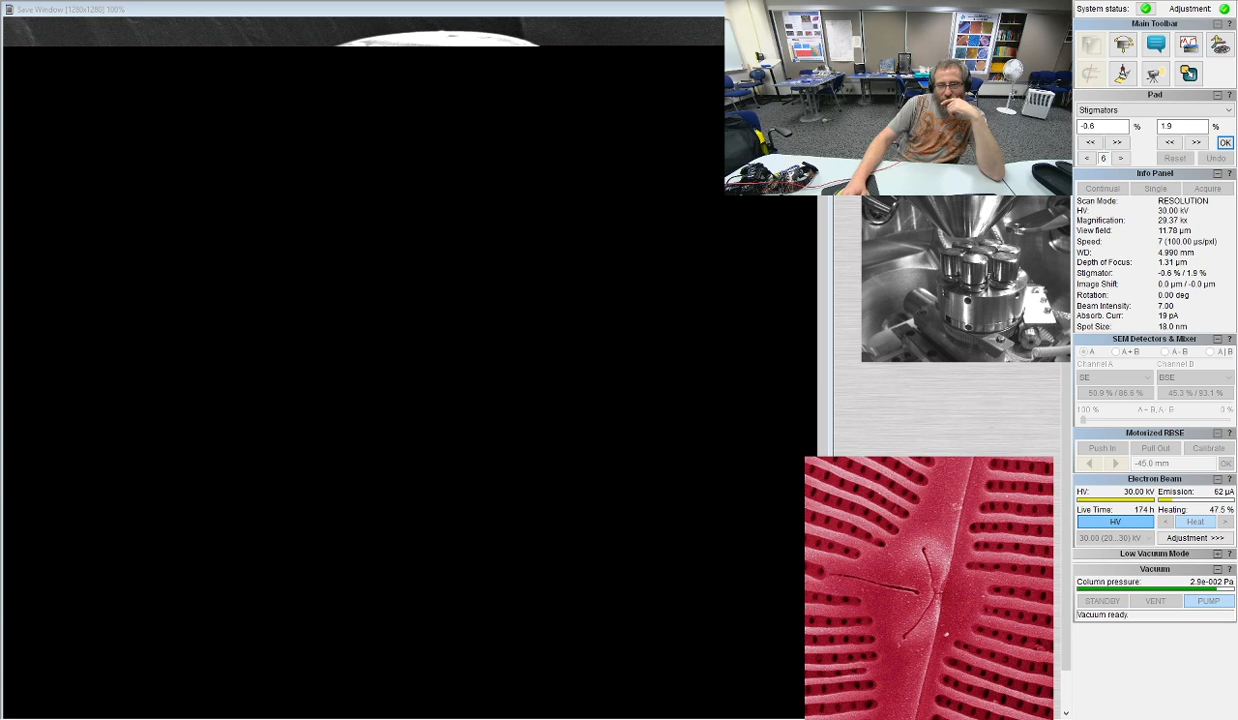 Save Window [1280x1280] 100%
System status: Adjustment:
Main Toolbar
Pad
Stigmators
-0.6 % 1.9 %
<< >> << >> OK
< 6 > Reset Undo
Info Panel
Continual Single Acquire
Scan Mode: RESOLUTION
HV: 30.00 kV
Magnification: 29.37 kx
View field: 11.78 µm
Speed: 7 (100.00 µs/pxl)
WD: 4.990 mm
Depth of Focus: 1.31 µm
Stigmator: -0.6 % / 1.9 %
Image Shift: 0.0 µm / -0.0 µm
Rotation: 0.00 deg
Beam Intensity: 7.00
Absorb. Curr: 19 pA
Spot Size: 18.0 nm
SEM Detectors & Mixer
A A + B A - B A | B
Channel A Channel B
SE BSE
50.9 % / 86.6 % 45.3 % / 93.1 %
100 % A + B, A - B 0 %
Motorized RBSE
Push In Pull Out Calibrate
-45.0 mm OK
Electron Beam
HV: 30.00 kV Emission: 62 µA
Live Time: 174 h Heating: 47.5 %
HV < Heat >
30.00 (20...30) kV Adjustment >>>
Low Vacuum Mode
Vacuum
Column pressure: 2.9e-002 Pa
STANDBY VENT PUMP
Vacuum ready.